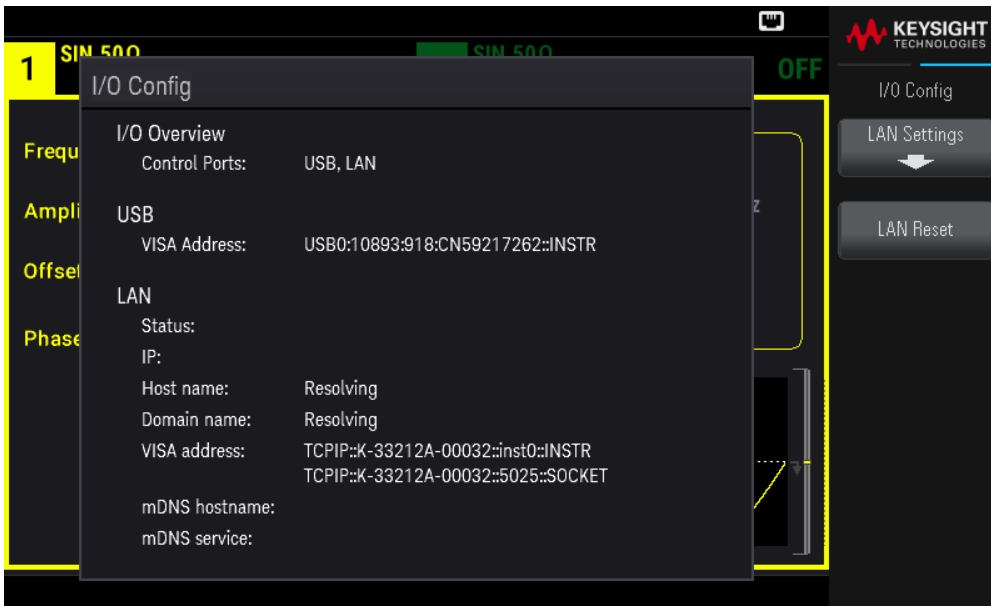 KEYSIGHT
TECHNOLOGIES
1
SIN 50Ω
SIN 50Ω
OFF
I/O Config
I/O Config
LAN Settings
LAN Reset
I/O Overview
Control Ports: USB, LAN
USB
VISA Address: USB0:10893:918:CN59217262::INSTR
LAN
Status:
IP:
Host name: Resolving
Domain name: Resolving
VISA address: TCPIP::K-33212A-00032::inst0::INSTR
TCPIP::K-33212A-00032::5025::SOCKET
mDNS hostname:
mDNS service:
Frequ
Ampli
Offset
Phase
z